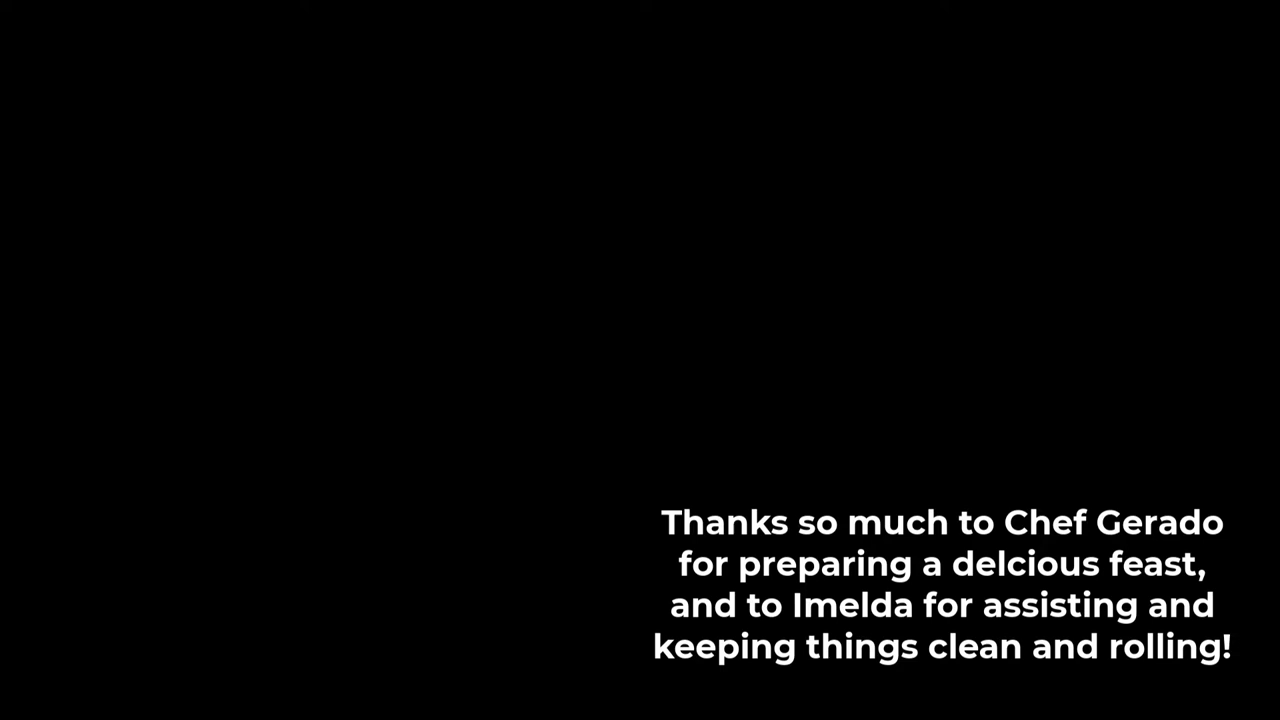 Thanks so much to Chef Gerado
for preparing a delcious feast,
and to Imelda for assisting and
keeping things clean and rolling!